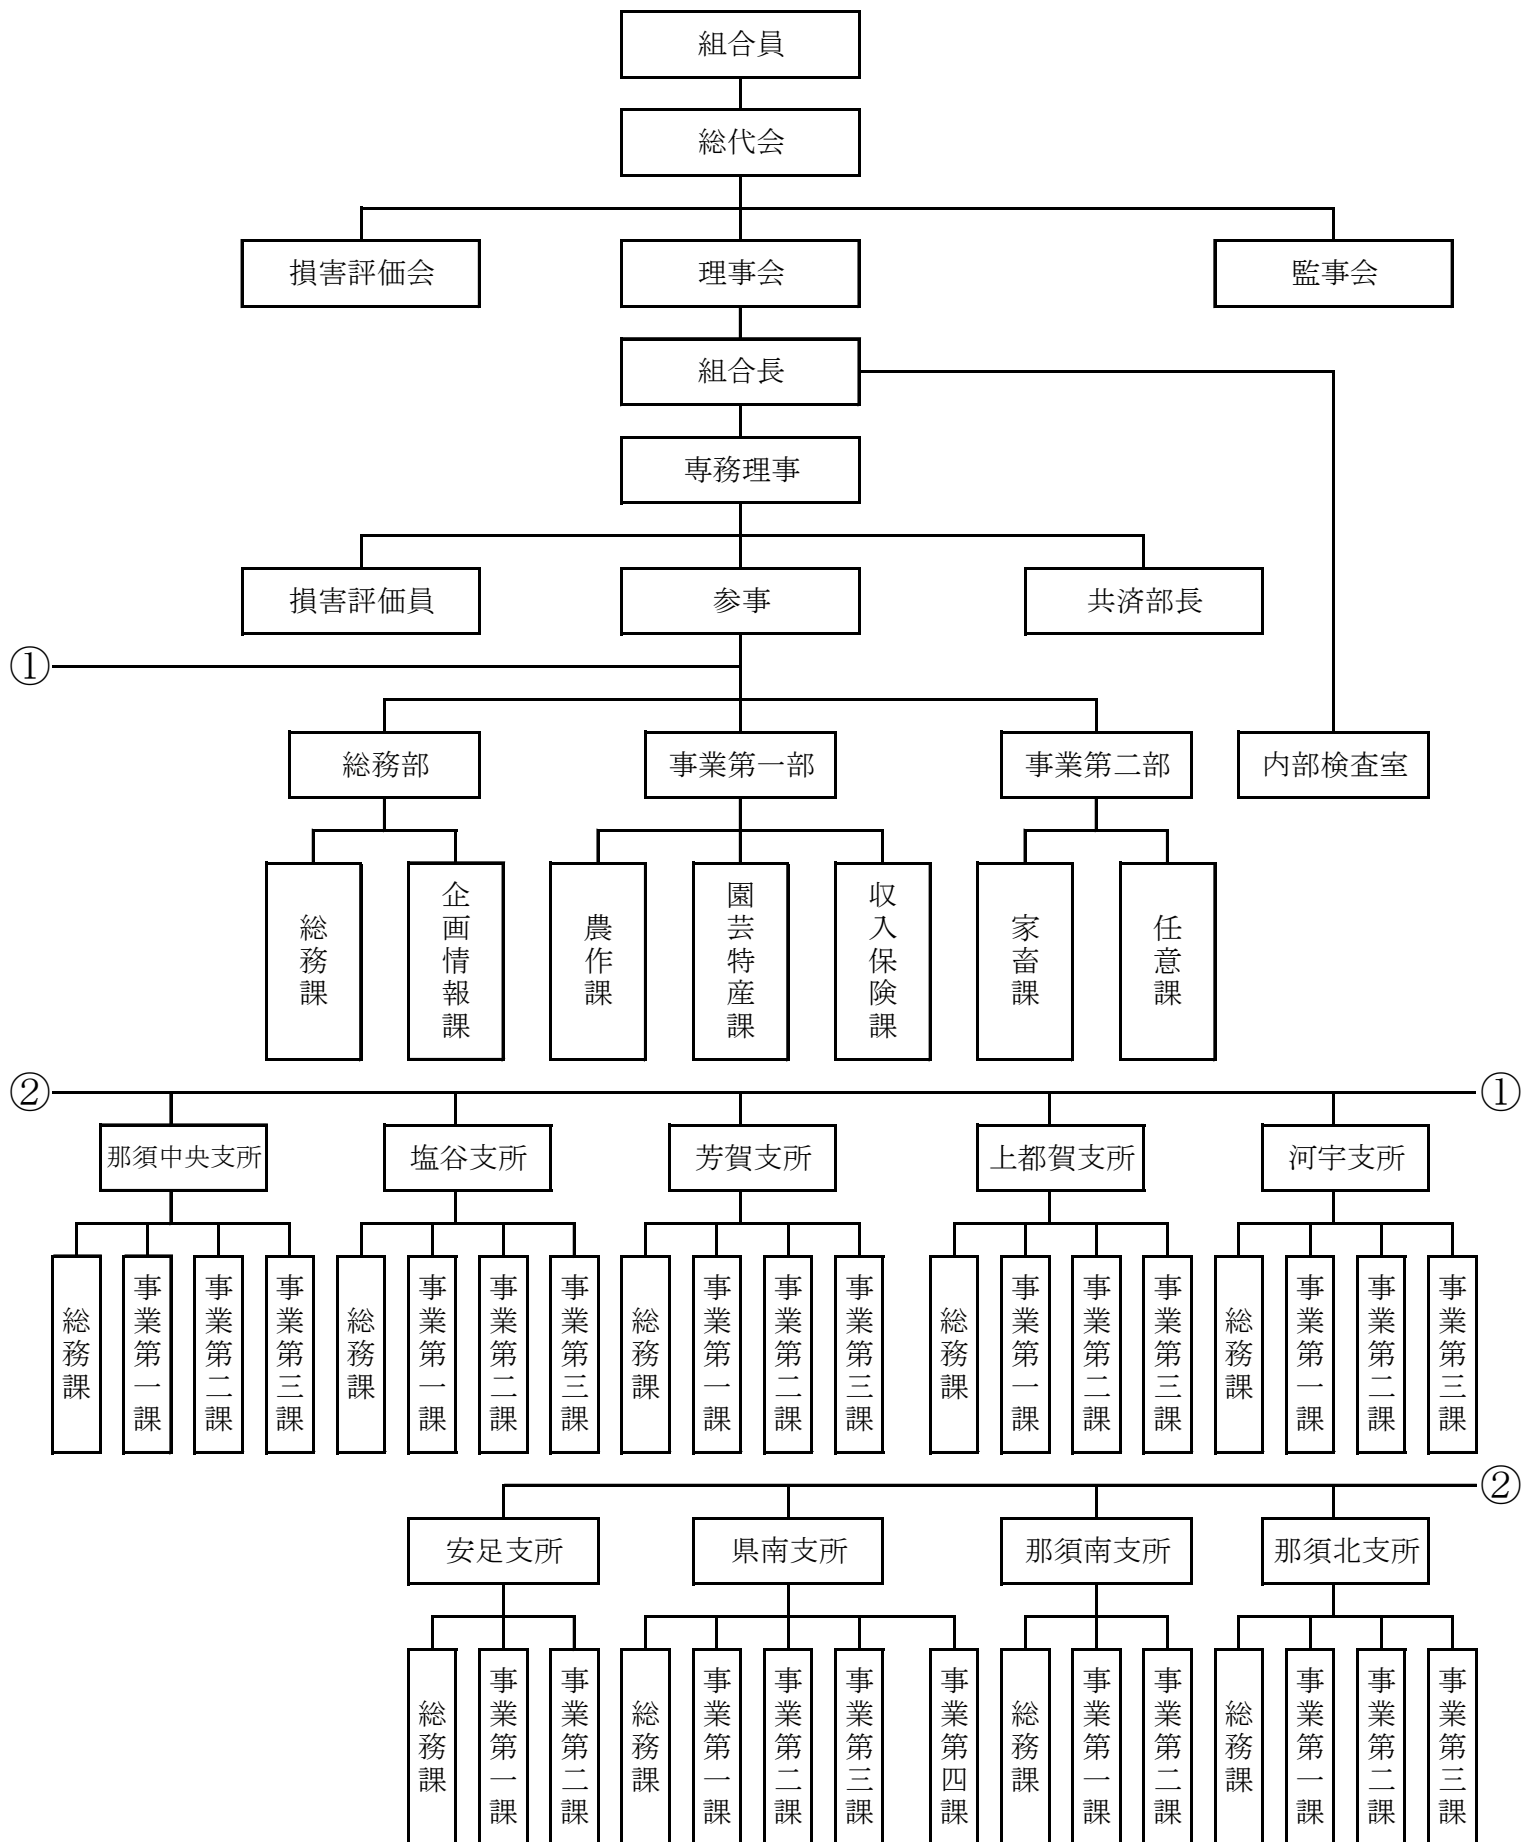 組合員
総代会
損害評価会
理事会
監事会
組合長
専務理事
損害評価員
参事
共済部長
①
総務部
事業第一部
事業第二部
内部検査室
総務課
企画情報課
農作課
園芸特産課
収入保険課
家畜課
任意課
②
①
那須中央支所
塩谷支所
芳賀支所
上都賀支所
河宇支所
総務課
事業第一課
事業第二課
事業第三課
総務課
事業第一課
事業第二課
事業第三課
総務課
事業第一課
事業第二課
事業第三課
総務課
事業第一課
事業第二課
事業第三課
総務課
事業第一課
事業第二課
事業第三課
②
安足支所
県南支所
那須南支所
那須北支所
総務課
事業第一課
事業第二課
総務課
事業第一課
事業第二課
事業第三課
事業第四課
総務課
事業第一課
事業第二課
総務課
事業第一課
事業第二課
事業第三課